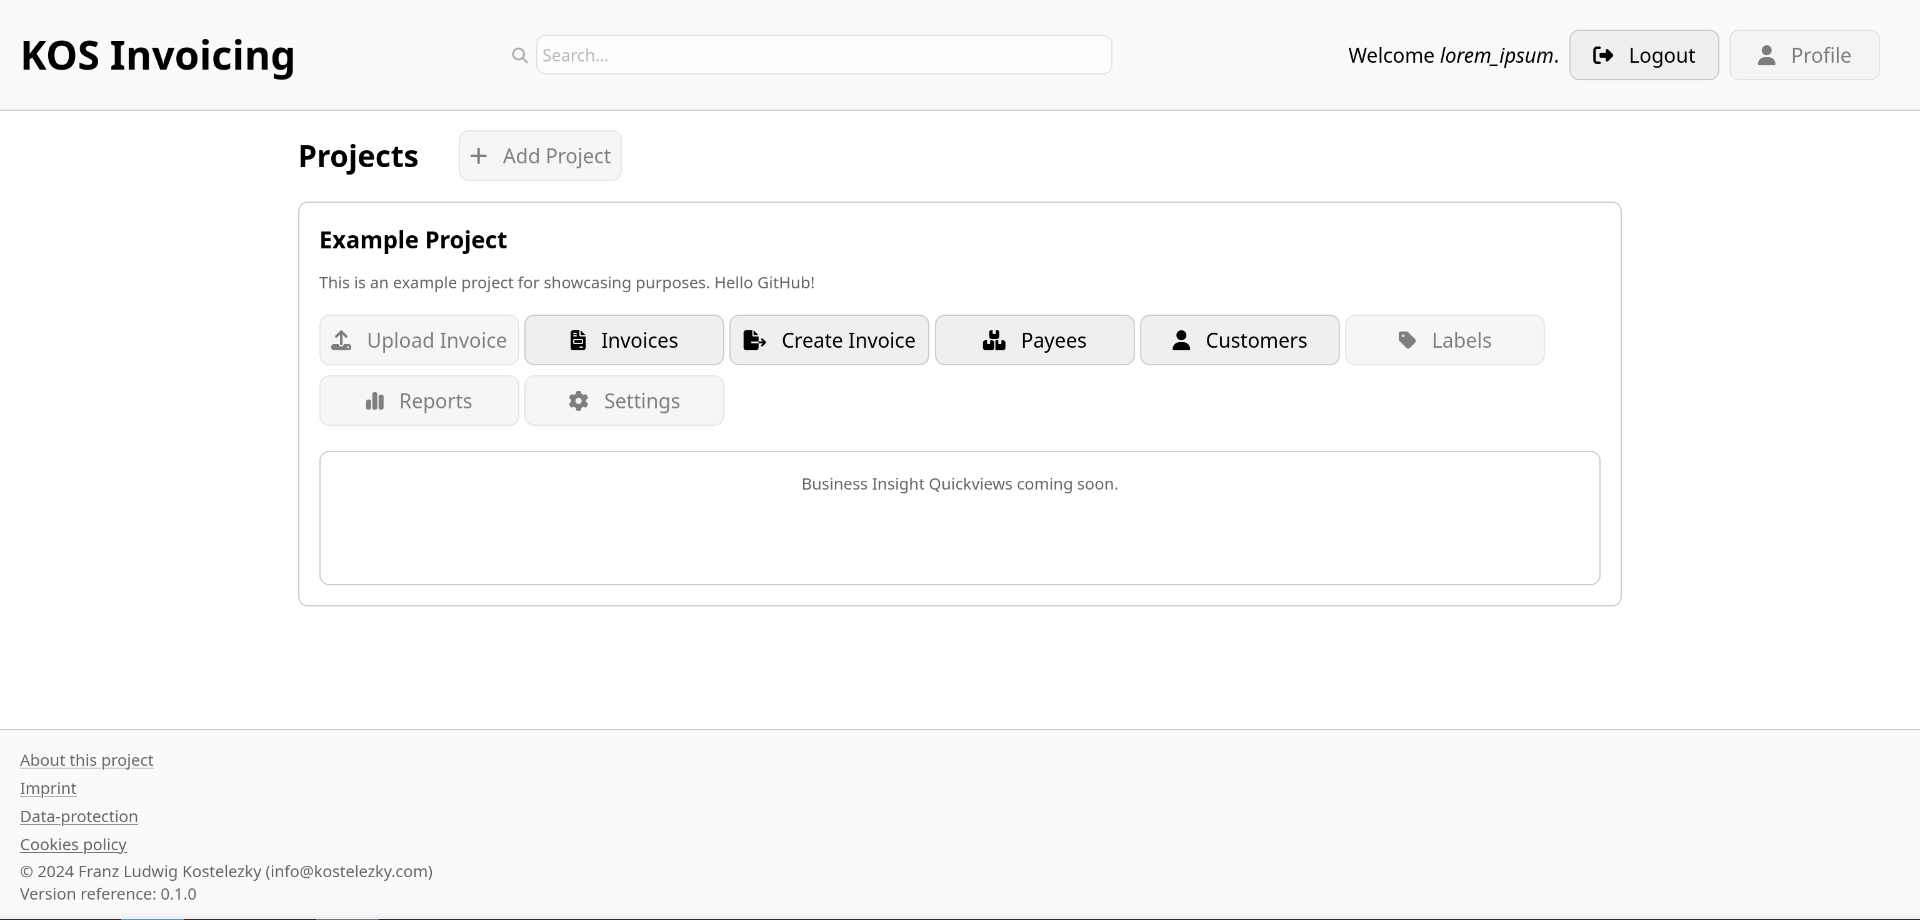 KOS Invoicing
Search...
Welcome lorem_ipsum.
Logout
Profile
Projects
Add Project
Example Project
This is an example project for showcasing purposes. Hello GitHub!
Upload Invoice
Invoices
Create Invoice
Payees
Customers
Labels
Reports
Settings
Business Insight Quickviews coming soon.
About this project
Imprint
Data-protection
Cookies policy
© 2024 Franz Ludwig Kostelezky (info@kostelezky.com)
Version reference: 0.1.0